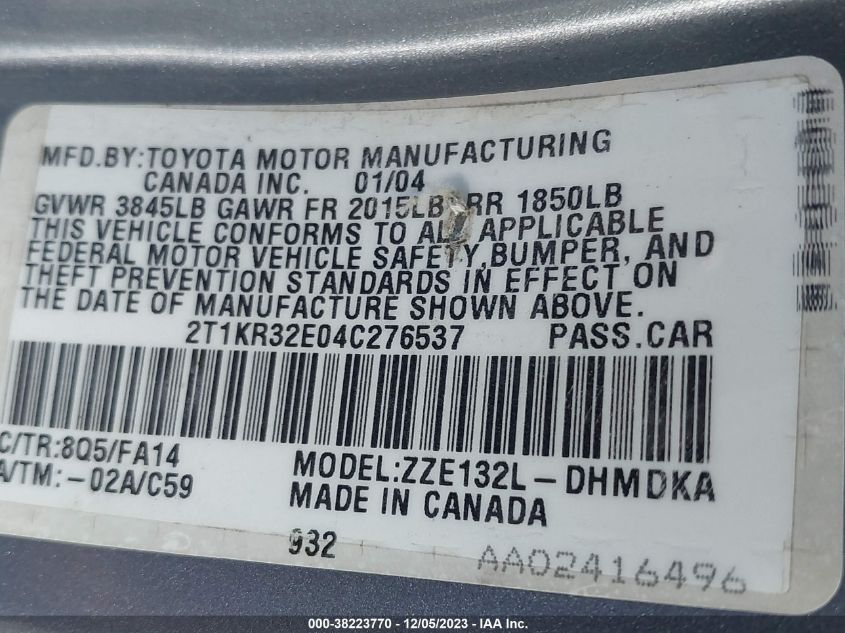 MFD.BY:TOYOTA MOTOR MANUFACTURING
CANADA INC. 01/04
GVWR 3845LB GAWR FR 2015LB RR 1850LB
THIS VEHICLE CONFORMS TO ALL APPLICABLE
FEDERAL MOTOR VEHICLE SAFETY,BUMPER, AND
THEFT PREVENTION STANDARDS IN EFFECT ON
THE DATE OF MANUFACTURE SHOWN ABOVE.
2T1KR32E04C276537 PASS.CAR
C/TR:8Q5/FA14
A/TM:-02A/C59
MODEL:ZZE132L-DHMDKA
MADE IN CANADA
932
AA02416496
000-38223770 - 12/05/2023 - IAA Inc.